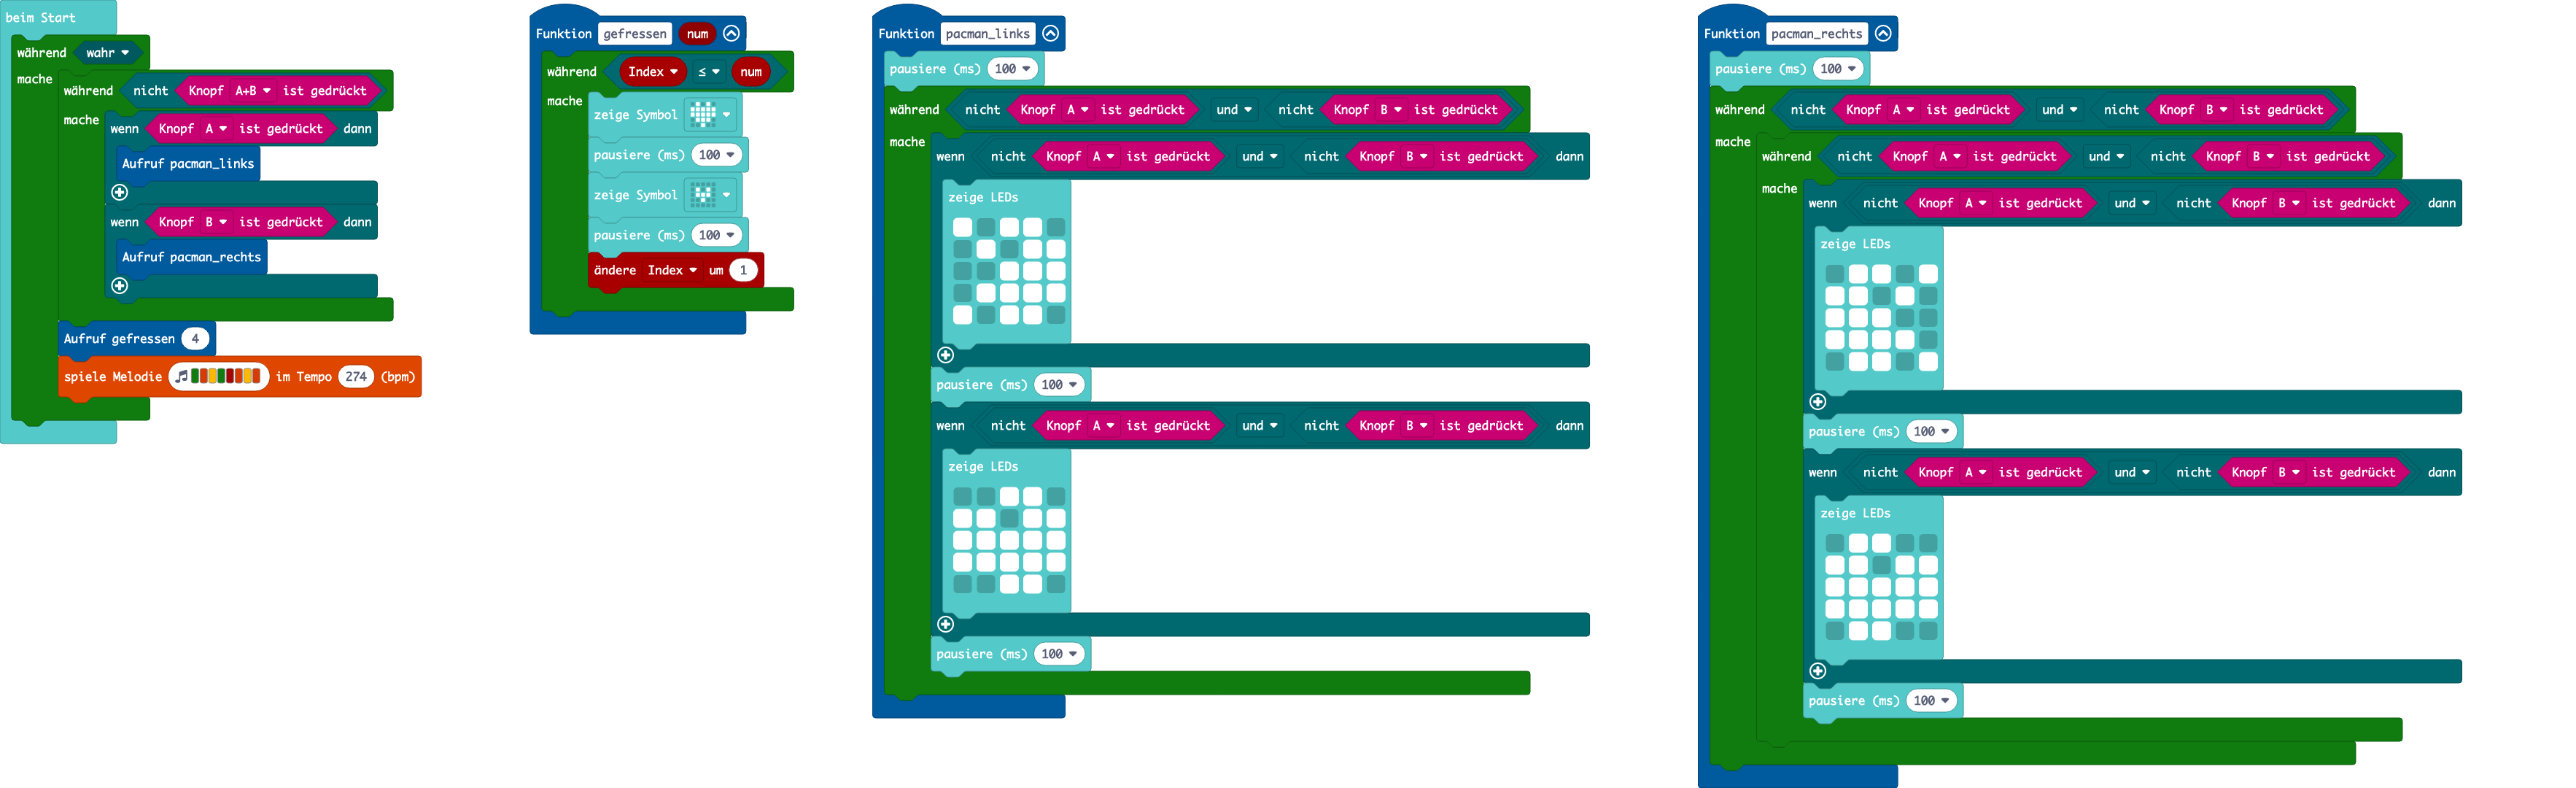 beim Start
während wahr
mache
während nicht Knopf A+B ist gedrückt
mache
wenn Knopf A ist gedrückt dann
Aufruf pacman_links
wenn Knopf B ist gedrückt dann
Aufruf pacman_rechts
Aufruf gefressen 4
spiele Melodie im Tempo 274 (bpm)
Funktion gefressen num
während Index ≤ num
mache
zeige Symbol
pausiere (ms) 100
zeige Symbol
pausiere (ms) 100
ändere Index um 1
Funktion pacman_links
pausiere (ms) 100
während nicht Knopf A ist gedrückt und nicht Knopf B ist gedrückt
mache
wenn nicht Knopf A ist gedrückt und nicht Knopf B ist gedrückt dann
zeige LEDs
pausiere (ms) 100
wenn nicht Knopf A ist gedrückt und nicht Knopf B ist gedrückt dann
zeige LEDs
pausiere (ms) 100
Funktion pacman_rechts
pausiere (ms) 100
während nicht Knopf A ist gedrückt und nicht Knopf B ist gedrückt
mache
während nicht Knopf A ist gedrückt und nicht Knopf B ist gedrückt
mache
wenn nicht Knopf A ist gedrückt und nicht Knopf B ist gedrückt dann
zeige LEDs
pausiere (ms) 100
wenn nicht Knopf A ist gedrückt und nicht Knopf B ist gedrückt dann
zeige LEDs
pausiere (ms) 100